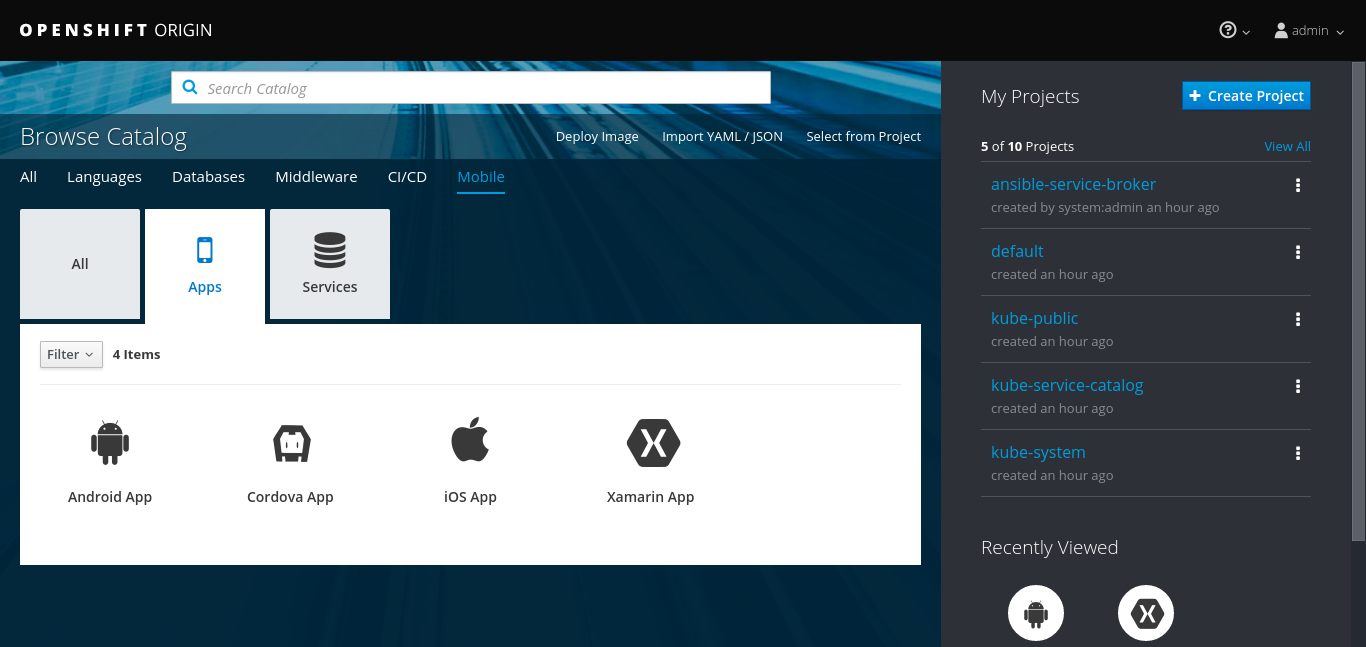 OPENSHIFT ORIGIN
admin
Search Catalog
Browse Catalog
Deploy Image Import YAML / JSON Select from Project
All Languages Databases Middleware CI/CD Mobile
All
Apps
Services
Filter 4 Items
Android App Cordova App iOS App Xamarin App
My Projects
Create Project
5 of 10 Projects View All
ansible-service-broker
created by system:admin an hour ago
default
created an hour ago
kube-public
created an hour ago
kube-service-catalog
created an hour ago
kube-system
created an hour ago
Recently Viewed